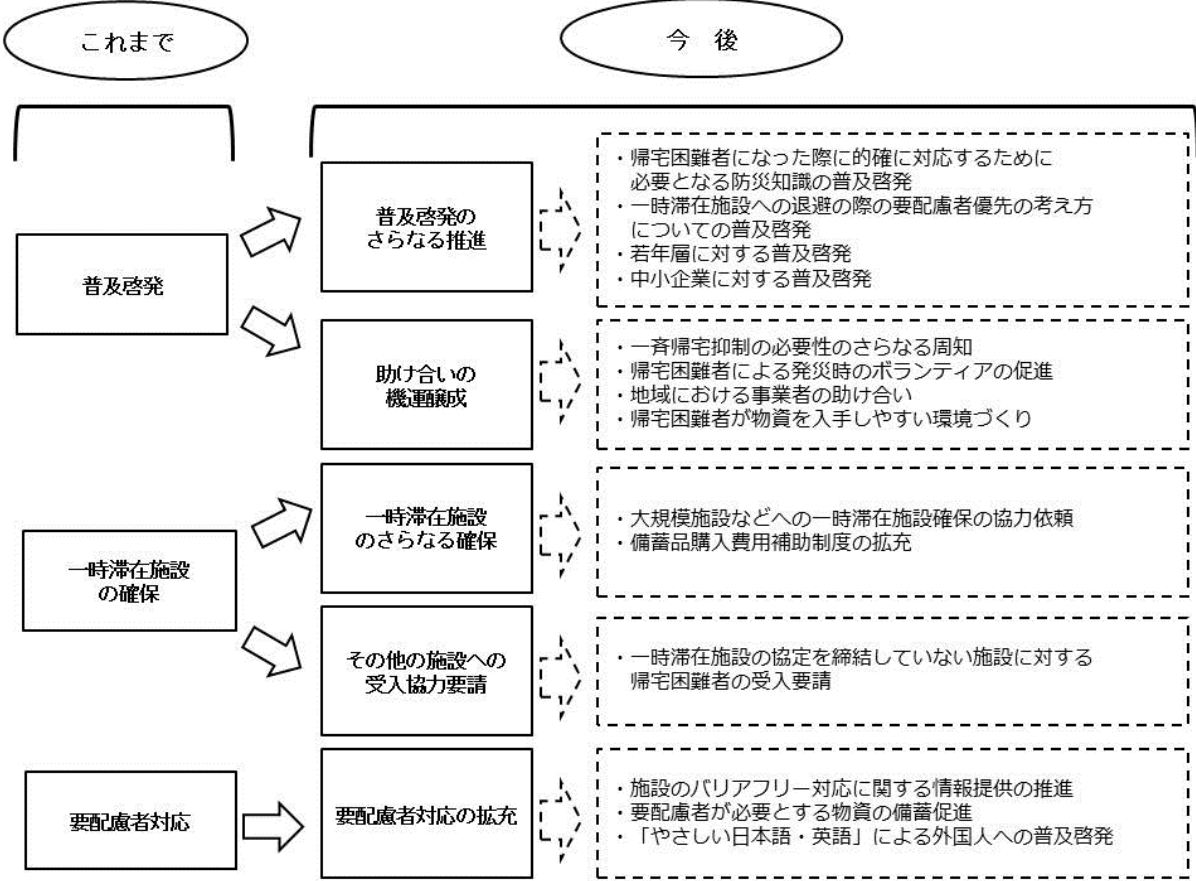 これまで
今 後
普及啓発
普及啓発の
さらなる推進
・帰宅困難者になった際に的確に対応するために
必要となる防災知識の普及啓発
・一時滞在施設への退避の際の要配慮者優先の考え方
についての普及啓発
・若年層に対する普及啓発
・中小企業に対する普及啓発
助け合いの
機運醸成
・一斉帰宅抑制の必要性のさらなる周知
・帰宅困難者による発災時のボランティアの促進
・地域における事業者の助け合い
・帰宅困難者が物資を入手しやすい環境づくり
一時滞在施設
の確保
一時滞在施設
のさらなる確保
・大規模施設などへの一時滞在施設確保の協力依頼
・備蓄品購入費用補助制度の拡充
その他の施設への
受入協力要請
・一時滞在施設の協定を締結していない施設に対する
帰宅困難者の受入要請
要配慮者対応
要配慮者対応の拡充
・施設のバリアフリー対応に関する情報提供の推進
・要配慮者が必要とする物資の備蓄促進
・「やさしい日本語・英語」による外国人への普及啓発